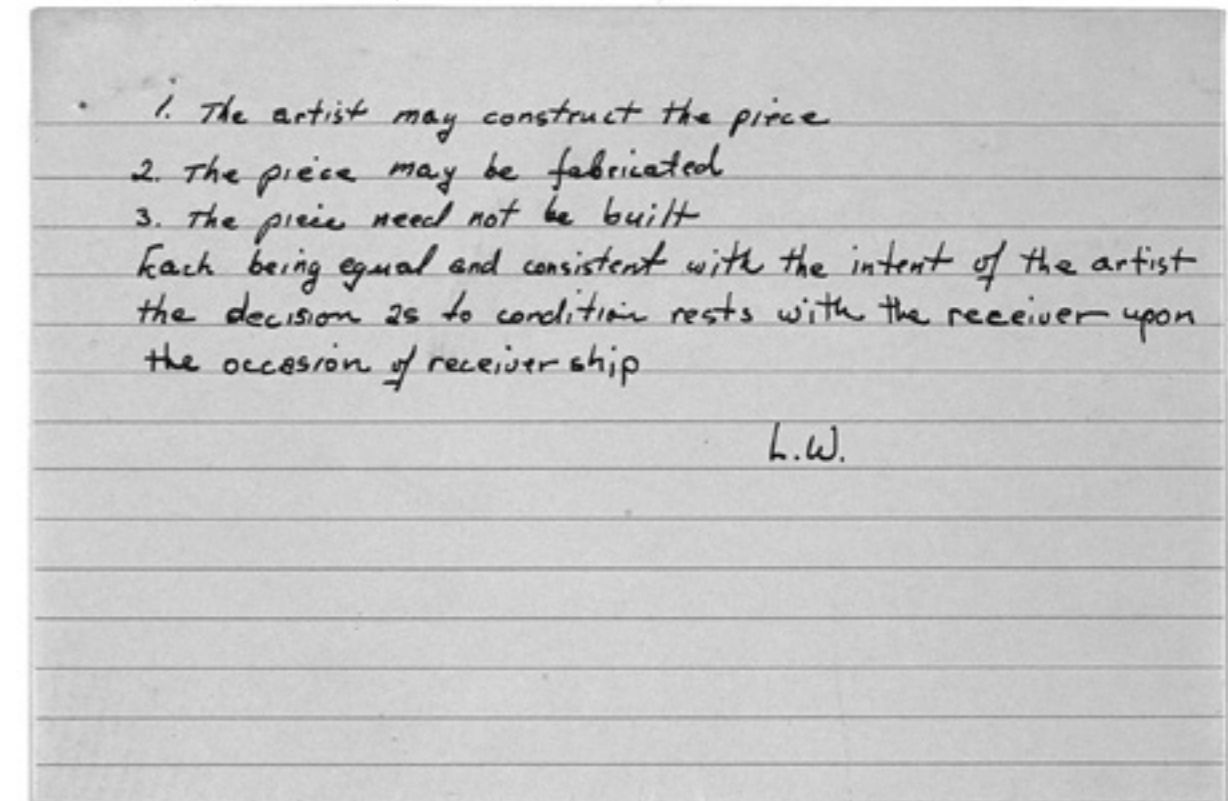 1. The artist may construct the piece
2. The piece may be fabricated
3. The piece need not be built
Each being equal and consistent with the intent of the artist
the decision as to condition rests with the receiver upon
the occasion of receivership
L.W.